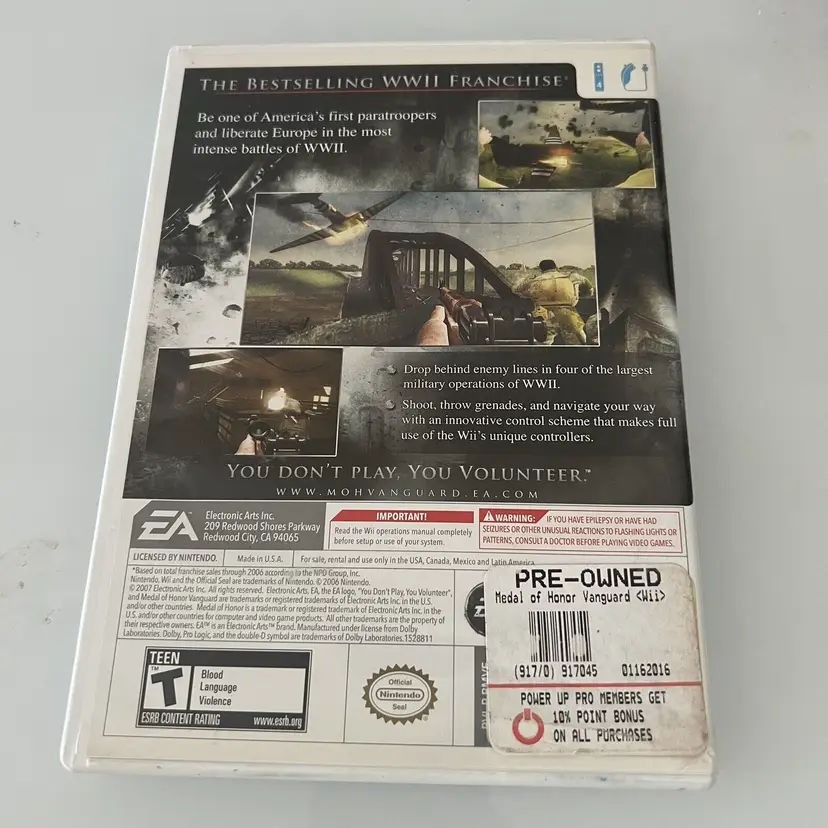 THE BESTSELLING WWII FRANCHISE*
4
Be one of America's first paratroopers
and liberate Europe in the most
intense battles of WWII.
Drop behind enemy lines in four of the largest
military operations of WWII.
Shoot, throw grenades, and navigate your way
with an innovative control scheme that makes full
use of the Wii's unique controllers.
YOU DON'T PLAY, YOU VOLUNTEER.™
WWW.MOHVANGUARD.EA.COM
EA
Electronic Arts Inc.
209 Redwood Shores Parkway
Redwood City, CA 94065
IMPORTANT!
Read the Wii operations manual completely
before setup or use of your system.
WARNING: IF YOU HAVE EPILEPSY OR HAVE HAD
SEIZURES OR OTHER UNUSUAL REACTIONS TO FLASHING LIGHTS OR
PATTERNS, CONSULT A DOCTOR BEFORE PLAYING VIDEO GAMES.
LICENSED BY NINTENDO.
Made in U.S.A.
For sale, rental and use only in the USA, Canada, Mexico and Latin America
*Based on total franchise sales through 2006 according to the NPD Group, Inc.
Nintendo, Wii and the Official Seal are trademarks of Nintendo. © 2006 Nintendo.
© 2007 Electronic Arts Inc. All rights reserved. Electronic Arts, EA, the EA logo, "You Don't Play, You Volunteer",
and Medal of Honor Vanguard are trademarks or registered trademarks of Electronic Arts Inc. in the U.S.
and/or other countries. Medal of Honor is a trademark or registered trademark of Electronic Arts Inc. in the
U.S. and/or other countries for computer and video game products. All other trademarks are the property of
their respective owners. EA™ is an Electronic Arts™ brand. Manufactured under license from Dolby
Laboratories. Dolby, Pro Logic, and the double-D symbol are trademarks of Dolby Laboratories.1528811
TEEN
T
TM
Blood
Language
Violence
ESRB CONTENT RATING
www.esrb.org
Official
Nintendo
Seal
PRE-OWNED
Medal of Honor Vanguard <Wii>
(917/0) 917045 01162016
POWER UP PRO MEMBERS GET
10% POINT BONUS
ON ALL PURCHASES